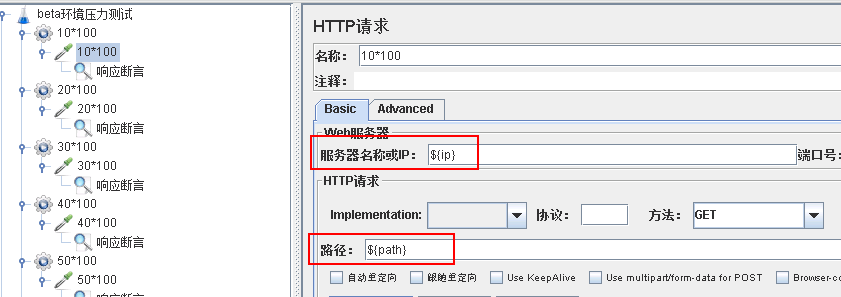 beta环境压力测试
10*100
10*100
响应断言
20*100
20*100
响应断言
30*100
30*100
响应断言
40*100
40*100
响应断言
50*100
50*100
HTTP请求
名称： 10*100
注释：
Basic Advanced
Web服务器
服务器名称或IP： ${ip} 端口号：
HTTP请求
Implementation: 协议： 方法： GET
路径： ${path}
自动重定向 跟随重定向 Use KeepAlive Use multipart/form-data for POST Browser-co